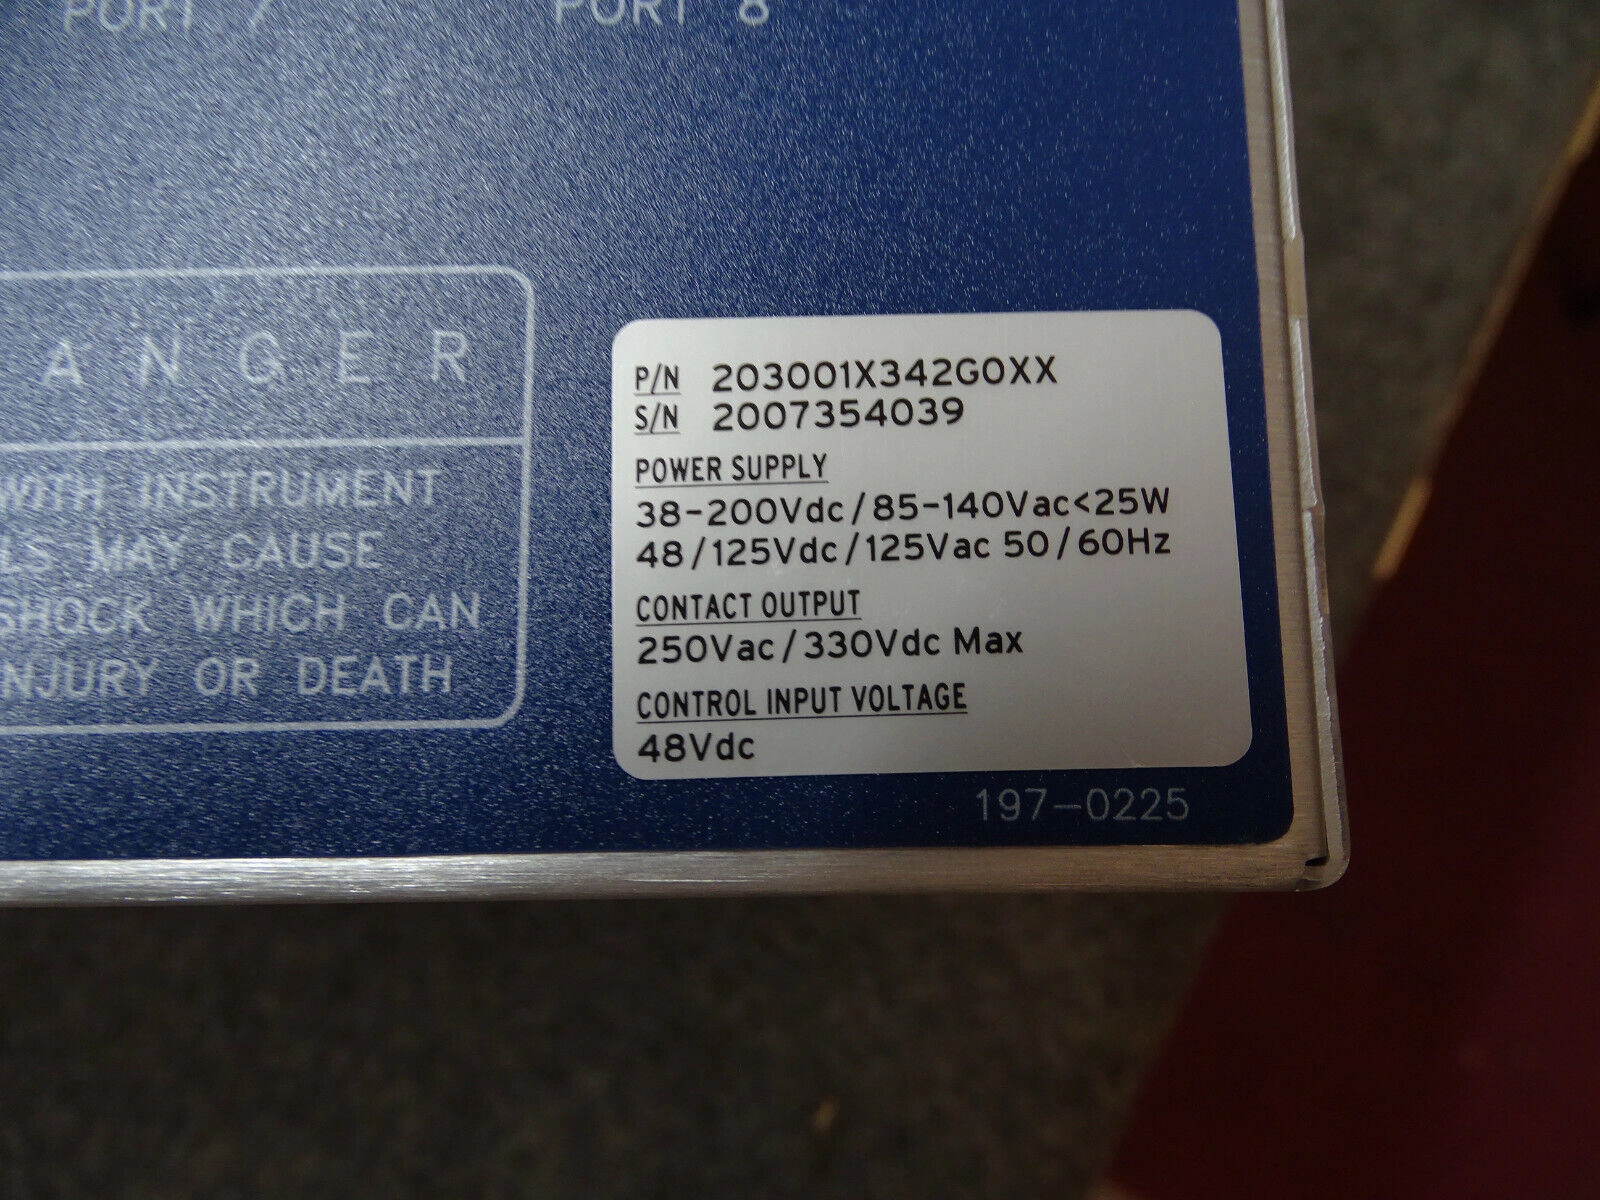 PORT 7
PORT 8
ANGER
WITH INSTRUMENT
LS MAY CAUSE
SHOCK WHICH CAN
NJURY OR DEATH
P/N 203001X342G0XX
S/N 2007354039
POWER SUPPLY
38-200Vdc/85-140Vac<25W
48/125Vdc/125Vac 50/60Hz
CONTACT OUTPUT
250Vac/330Vdc Max
CONTROL INPUT VOLTAGE
48Vdc
197-0225